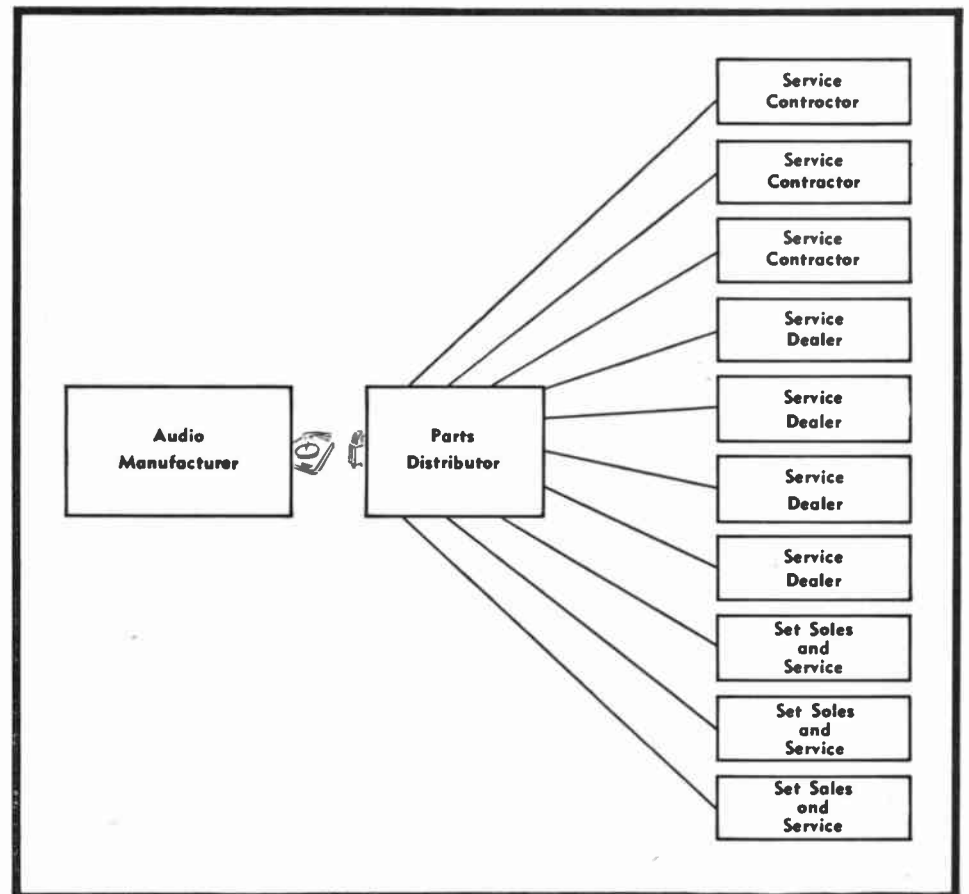 Service
Controctor
Service
Contractor
Service
Contractor
Service
Dealer
Service
Dealer
Service
Dealer
Service
Dealer
Audio
Manufacturer
Parts
Distributor
Set Soles
and
Service
Set Soles
and
Service
Set Sales
ond
Service